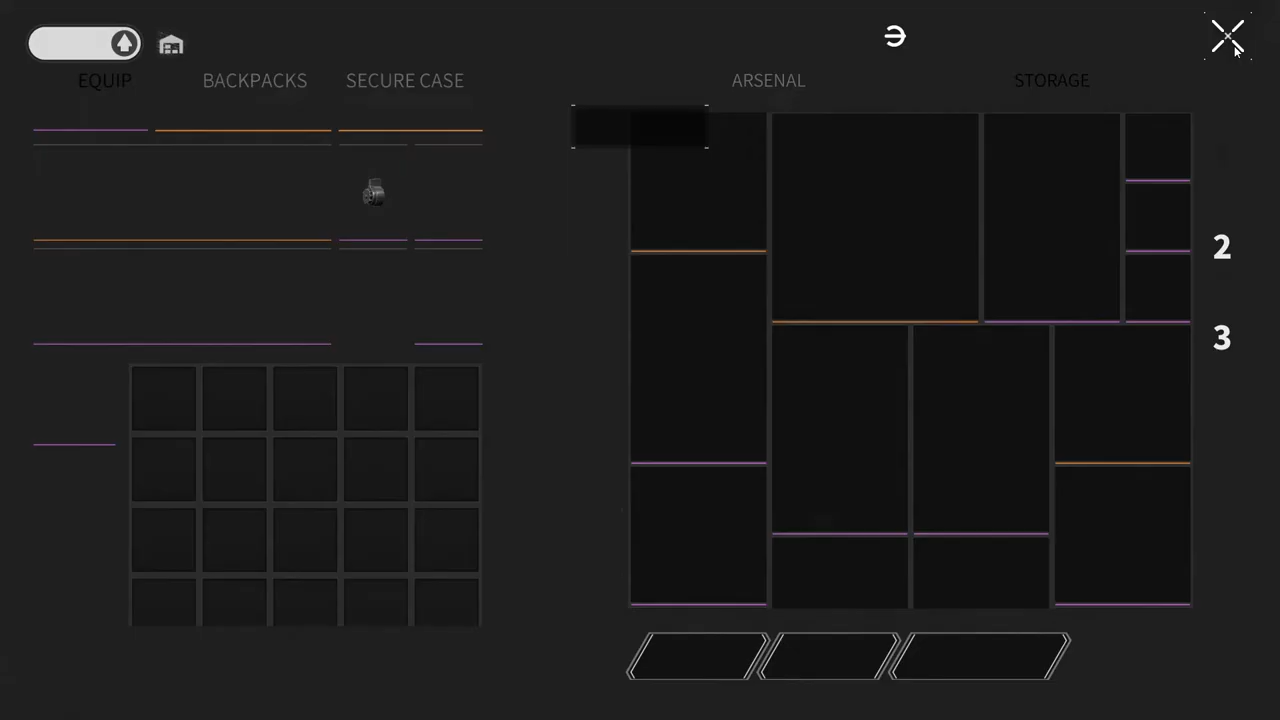 EQUIP
BACKPACKS
SECURE CASE
ARSENAL
STORAGE
2
3